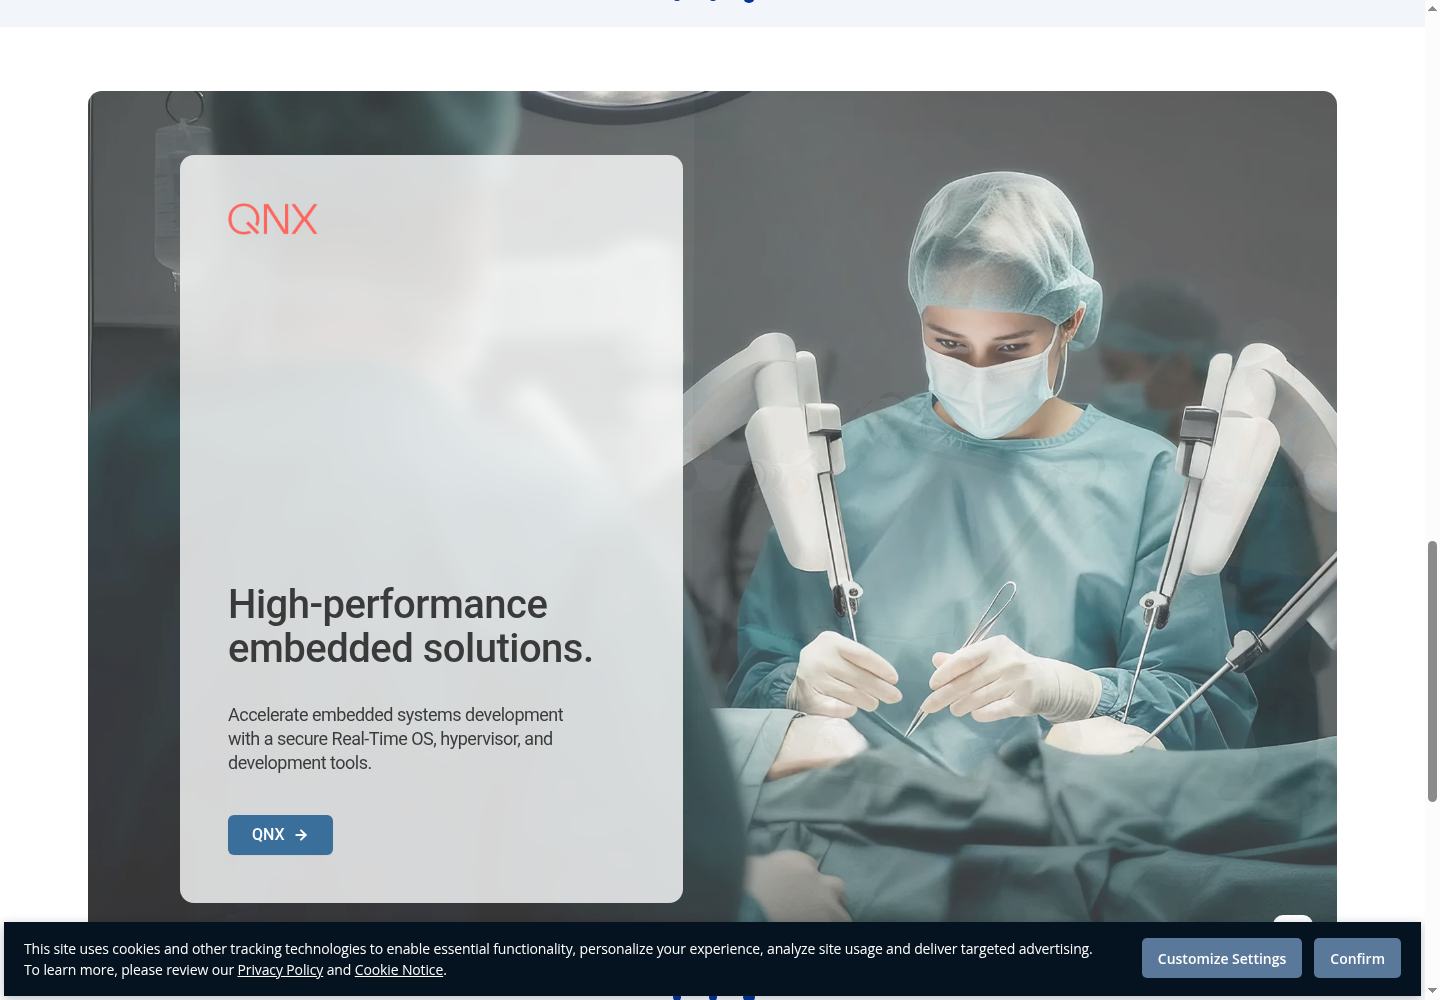 QNX
High-performance
embedded solutions.
Accelerate embedded systems development
with a secure Real-Time OS, hypervisor, and
development tools.
QNX →
This site uses cookies and other tracking technologies to enable essential functionality, personalize your experience, analyze site usage and deliver targeted advertising.
To learn more, please review our Privacy Policy and Cookie Notice.
Customize Settings
Confirm